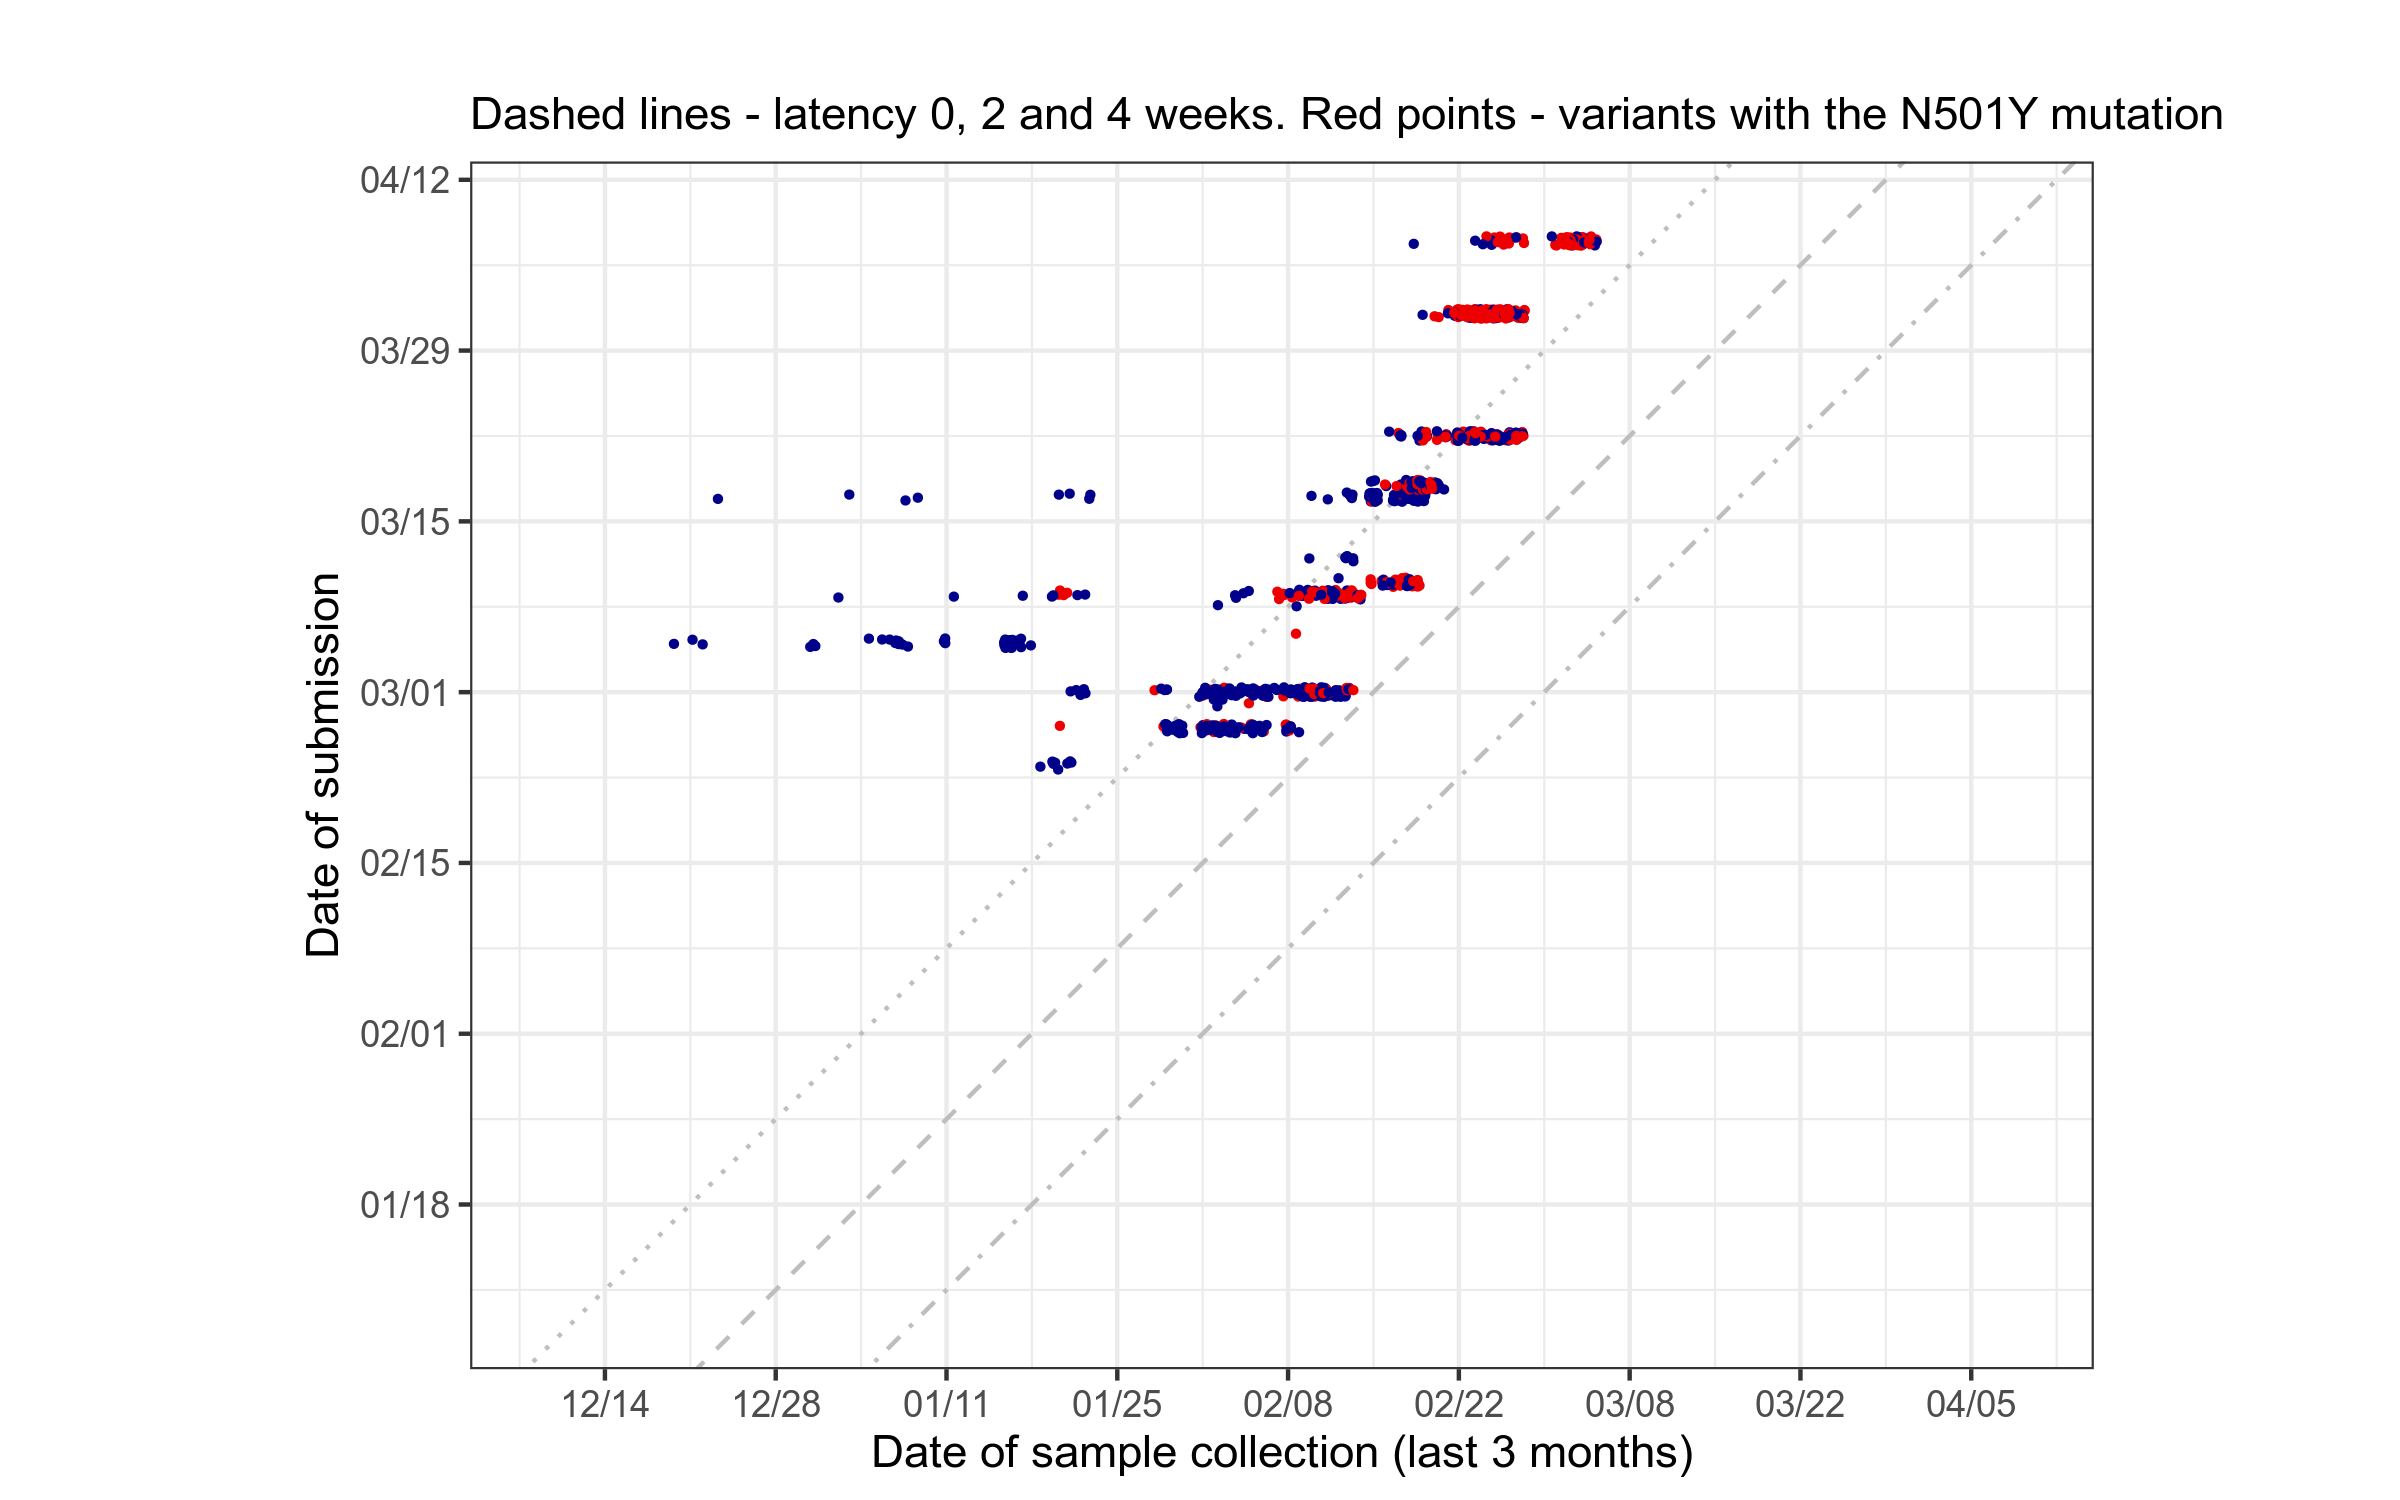 Dashed lines - latency 0, 2 and 4 weeks. Red points - variants with the N501Y mutation
Date of submission
04/12
03/29
03/15
03/01
02/15
02/01
01/18
12/14 12/28 01/11 01/25 02/08 02/22 03/08 03/22 04/05
Date of sample collection (last 3 months)